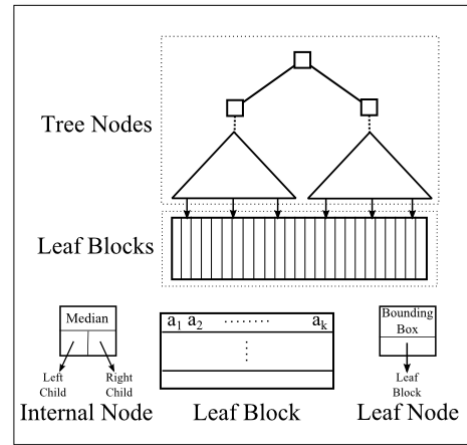 Tree Nodes
Leaf Blocks
Median
Left
Child
Right
Child
Internal Node
a1 a2 ········ ak
Leaf Block
Bounding
Box
Leaf
Block
Leaf Node